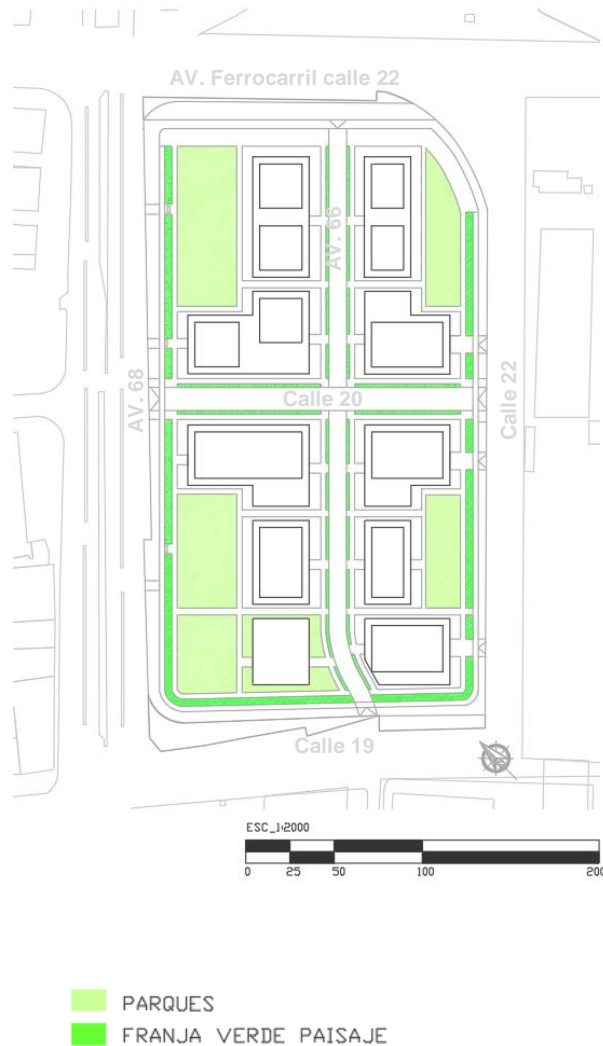 AV. Ferrocarril calle 22
AV. 66
AV. 68
Calle 20
Calle 22
Calle 19
ESC_1:2000
0 25 50 100 200
PARQUES
FRANJA VERDE PAISAJE